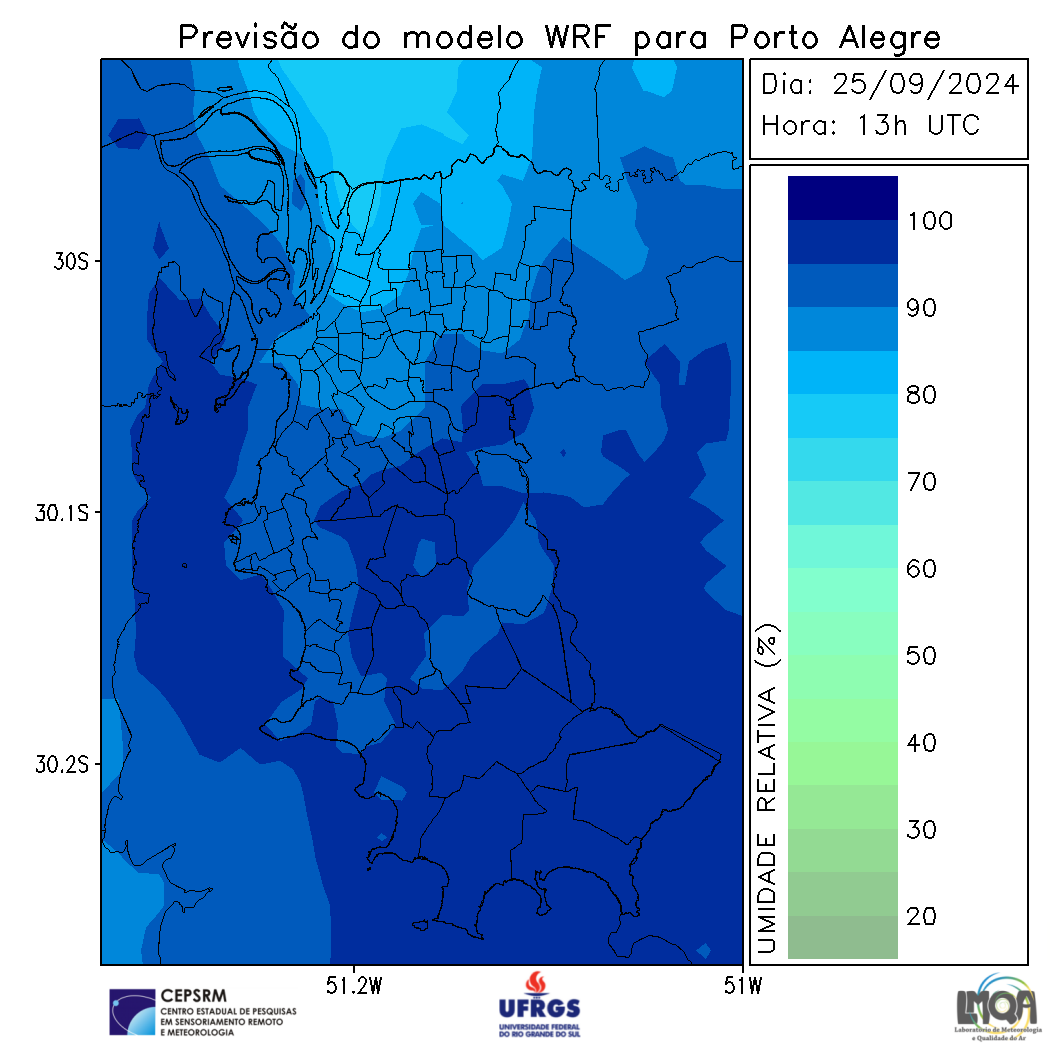 Previsão do modelo WRF para Porto Alegre
Dia: 25/09/2024
Hora: 13h UTC
30S
30.1S
30.2S
51.2W
51W
UMIDADE RELATIVA (%)
100
90
80
70
60
50
40
30
20
CEPSRM
CENTRO ESTADUAL DE PESQUISAS
EM SENSORIAMENTO REMOTO
E METEOROLOGIA
UFRGS
UNIVERSIDADE FEDERAL
DO RIO GRANDE DO SUL
LMQA
Laboratório de Meteorologia
e Qualidade do Ar